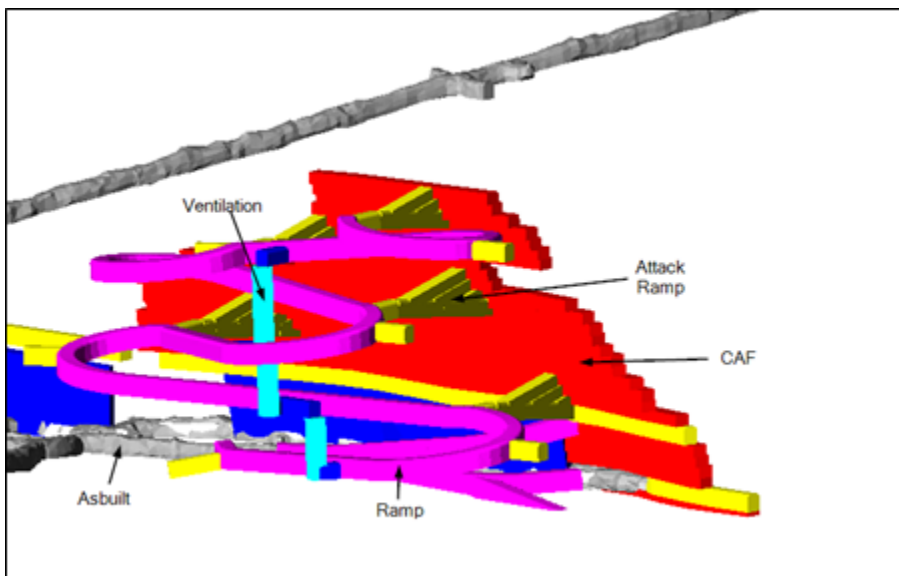 Ventilation
Attack
Ramp
CAF
Asbuilt
Ramp